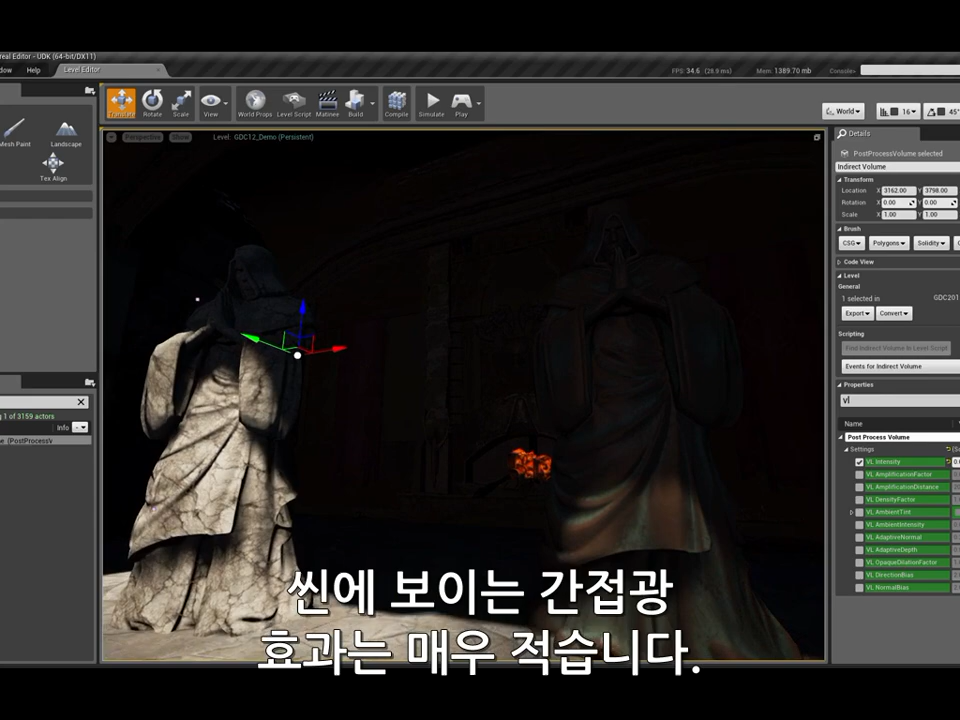 real Editor - UDK (64-bit/DX11)
dow Help Level Editor
FPS: 34.6 (28.8 ms) Mem: 1389.70 mb Console:
Translate Rotate Scale View World Props Level Script Matinee Build Compile Simulate Play
World 16 45°
Mesh Paint Landscape
Tex Align
Perspective Show Level: GDC12_Demo (Persistent)
Details
PostProcessVolume selected
Indirect Volume
Transform
Location X 3162.00 Y 3798.00
Rotation X 0.00 Y 0.00
Scale X 1.00 Y 1.00
Brush
CSG Polygons Solidity
Code View
Level
General
1 selected in GDC201
Export Convert
Scripting
Find Indirect Volume in Level Script
Events for Indirect Volume
Properties
vl
Name
Post Process Volume
Settings
VL Intensity
VL AmplificationFactor
VL AmplificationDistance
VL DensityFactor
VL AmbientTint
VL AmbientIntensity
VL AdaptiveNormal
VL AdaptiveDepth
VL OpaqueDilationFactor
VL DirectionBias
VL NormalBias
g 1 of 3159 actors
Info
e (PostProcessV
씬에 보이는 간접광
효과는 매우 적습니다.